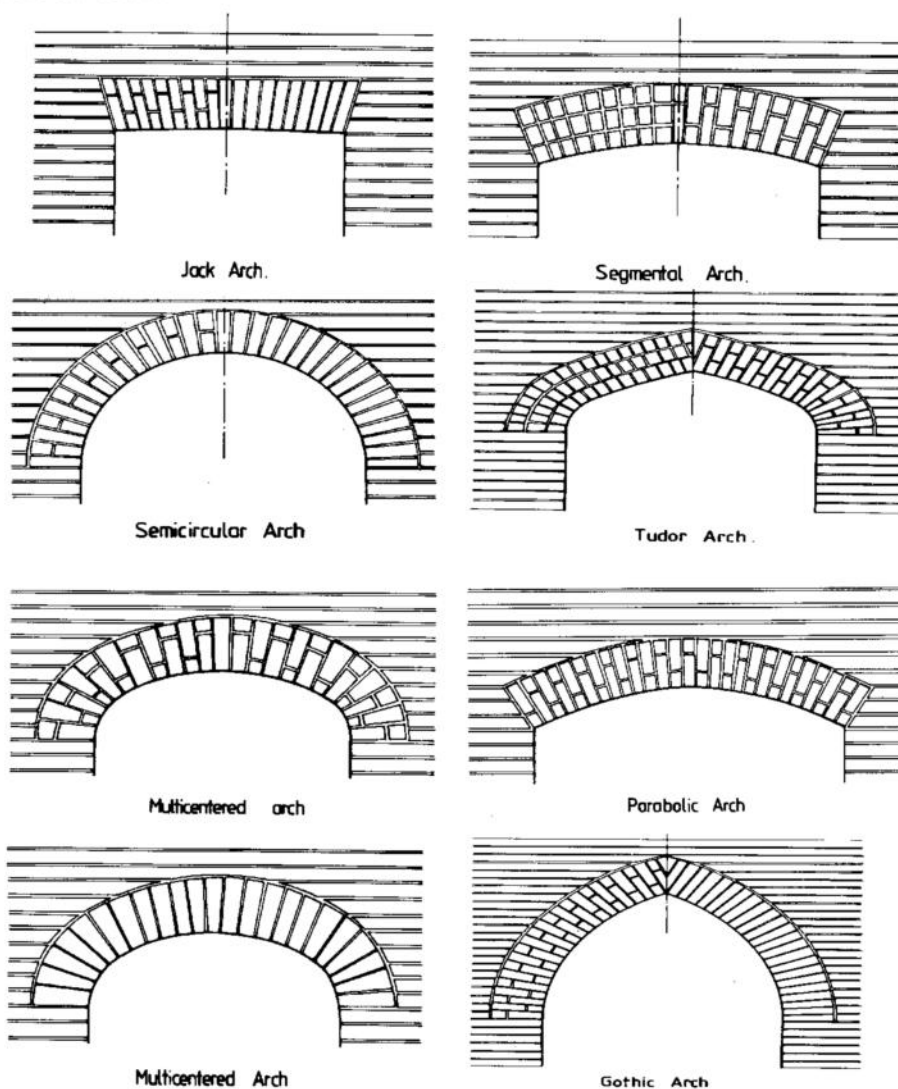 Jack Arch.
Segmental Arch.
Semicircular Arch
Tudor Arch.
Multicentered arch
Parabolic Arch
Multicentered Arch
Gothic Arch